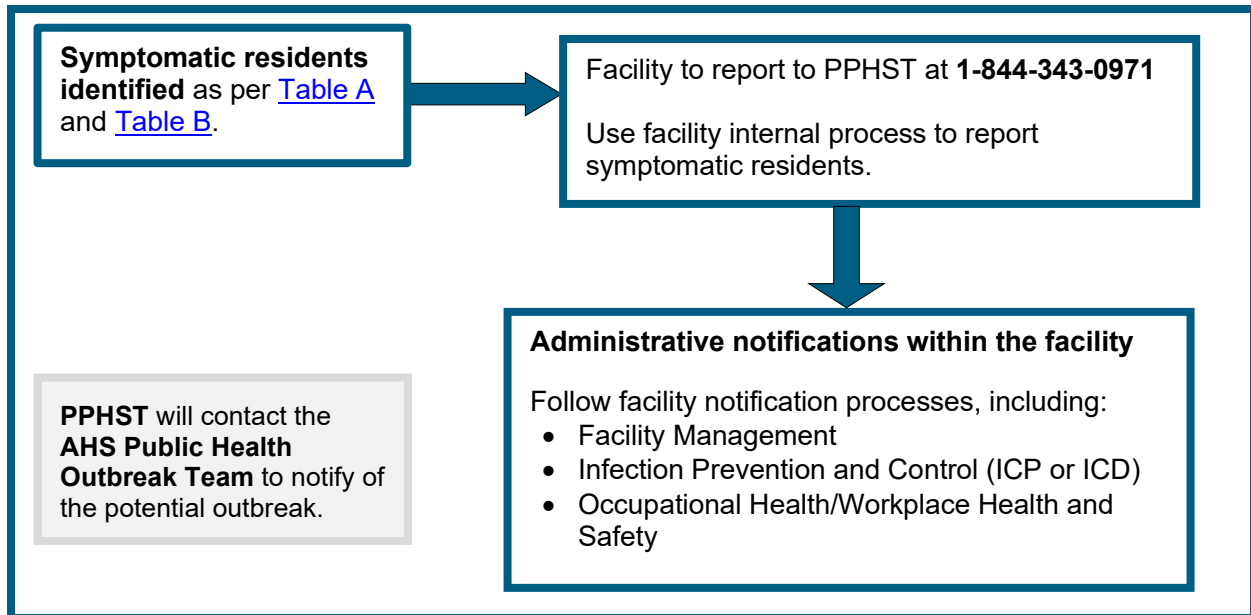 Symptomatic residents
identified as per Table A
and Table B.
Facility to report to PPHST at 1-844-343-0971
Use facility internal process to report
symptomatic residents.
Administrative notifications within the facility
Follow facility notification processes, including:
• Facility Management
• Infection Prevention and Control (ICP or ICD)
• Occupational Health/Workplace Health and
Safety
PPHST will contact the
AHS Public Health
Outbreak Team to notify of
the potential outbreak.